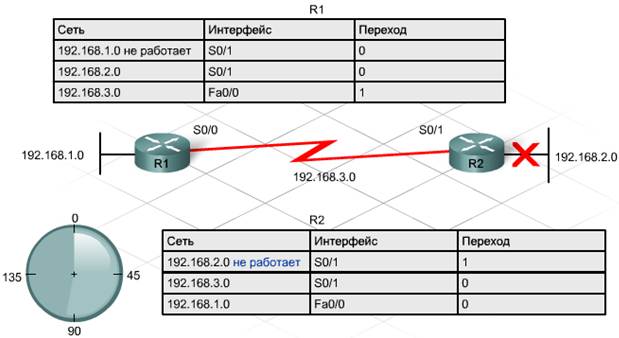 R1
Сеть Интерфейс Переход
192.168.1.0 не работает S0/1 0
192.168.2.0 S0/1 0
192.168.3.0 Fa0/0 1
S0/0 S0/1
192.168.1.0 R1 R2 192.168.2.0
192.168.3.0
R2
Сеть Интерфейс Переход
192.168.2.0 не работает S0/1 1
192.168.3.0 S0/1 0
192.168.1.0 Fa0/0 0
0
135 45
90